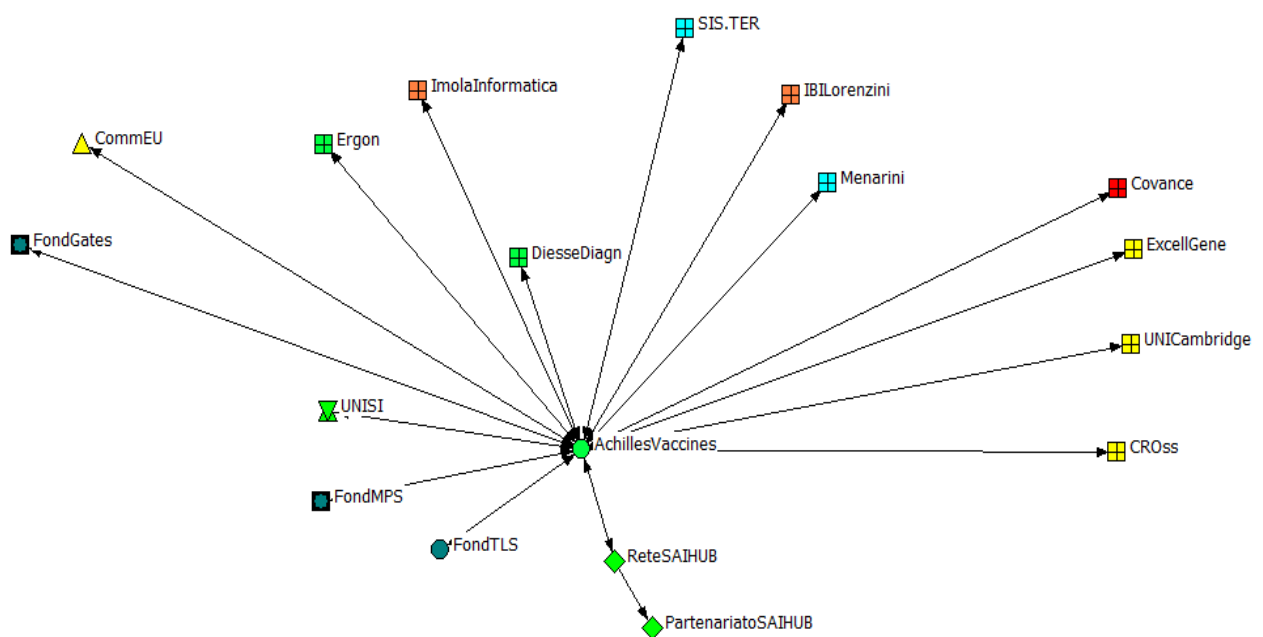 SIS.TER
ImolaInformatica
IBILorenzini
CommEU
Ergon
Menarini
Covance
FondGates
DiesseDiagn
ExcellGene
UNICambridge
UNISI
AchillesVaccines
CROss
FondMPS
FondTLS
ReteSAIHUB
PartenariatoSAIHUB